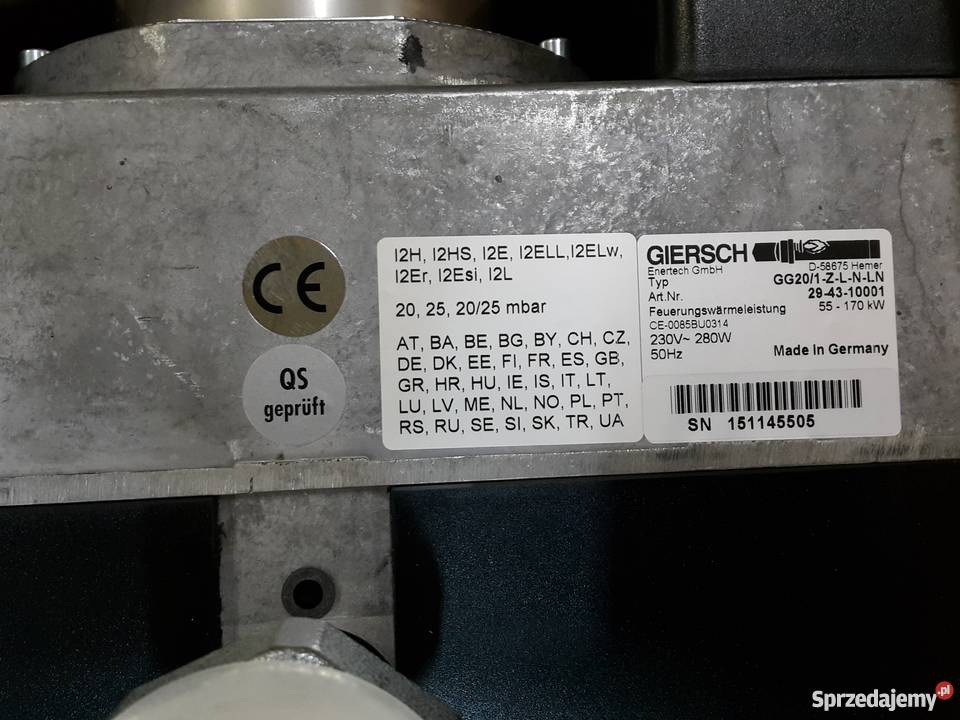 CE
QS
geprüft
I2H, I2HS, I2E, I2ELL,I2ELw,
I2Er, I2Esi, I2L
20, 25, 20/25 mbar
AT, BA, BE, BG, BY, CH, CZ,
DE, DK, EE, FI, FR, ES, GB,
GR, HR, HU, IE, IS, IT, LT,
LU, LV, ME, NL, NO, PL, PT,
RS, RU, SE, SI, SK, TR, UA
GIERSCH
Enertech GmbH D-58675 Hemer
Typ GG20/1-Z-L-N-LN
Art.Nr. 29-43-10001
Feuerungswärmeleistung 55 - 170 kW
CE-0085BU0314
230V~ 280W
50Hz Made In Germany
SN 151145505
Sprzedajemy.pl